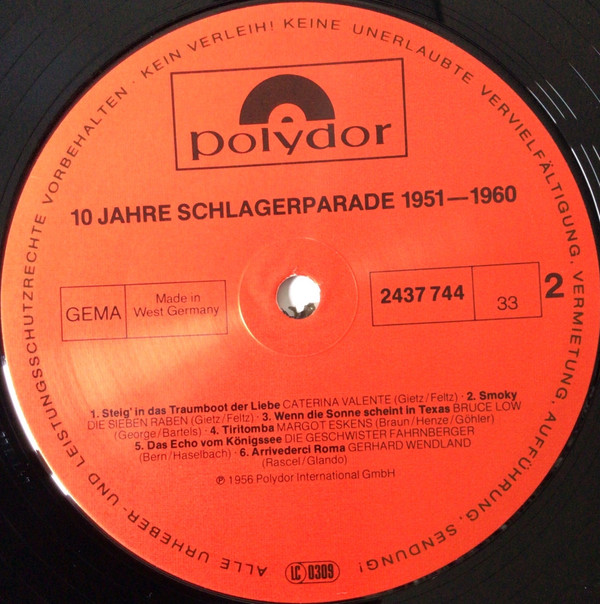 ALLE URHEBER- UND LEISTUNGSSCHUTZRECHTE VORBEHALTEN · KEIN VERLEIH! KEINE UNERLAUBTE VERVIELFÄLTIGUNG, VERMIETUNG, AUFFÜHRUNG, SENDUNG!
polydor
10 JAHRE SCHLAGERPARADE 1951—1960
GEMA
Made in
West Germany
2437 744
33
2
1. Steig' in das Traumboot der Liebe CATERINA VALENTE (Gietz/Feltz) · 2. Smoky
DIE SIEBEN RABEN (Gietz/Feltz) · 3. Wenn die Sonne scheint in Texas BRUCE LOW
(George/Bartels) · 4. Tiritomba MARGOT ESKENS (Braun/Henze/Göhler)
5. Das Echo vom Königssee DIE GESCHWISTER FAHRNBERGER
(Bern/Haselbach) · 6. Arrivederci Roma GERHARD WENDLAND
(Rascel/Glando)
℗ 1956 Polydor International GmbH
LC 0309